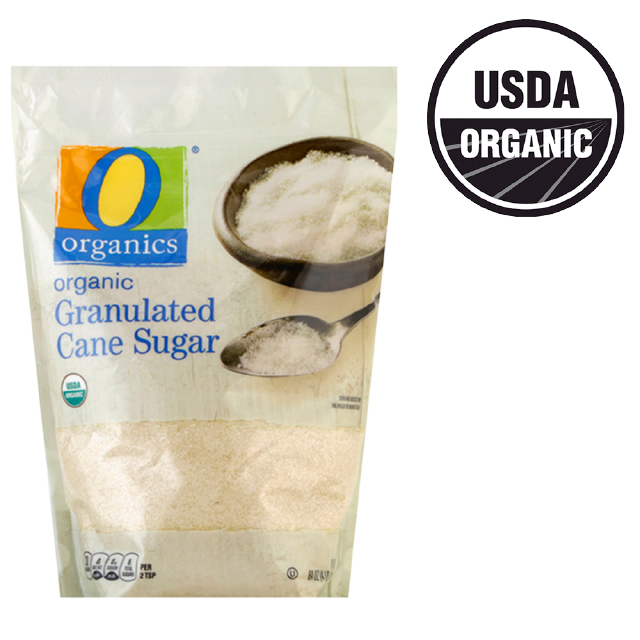 USDA
ORGANIC
O
organics®
organic
Granulated
Cane Sugar
USDA
ORGANIC
PER
2 TSP